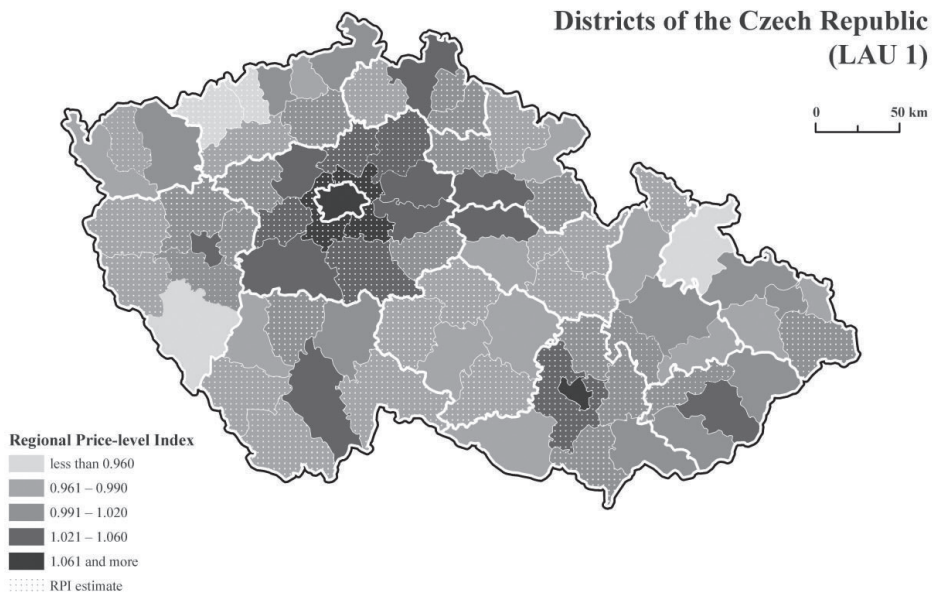 Districts of the Czech Republic
(LAU 1)
0 50 km
Regional Price-level Index
less than 0.960
0.961 – 0.990
0.991 – 1.020
1.021 – 1.060
1.061 and more
RPI estimate